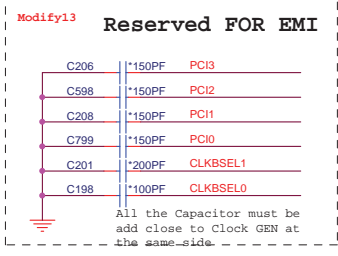 Modify13
Reserved FOR EMI
C206 *150PF PCI3
C598 *150PF PCI2
C208 *150PF PCI1
C799 *150PF PCI0
C201 *200PF CLKBSEL1
C198 *100PF CLKBSEL0
All the Capacitor must be
add close to Clock GEN at
the same side